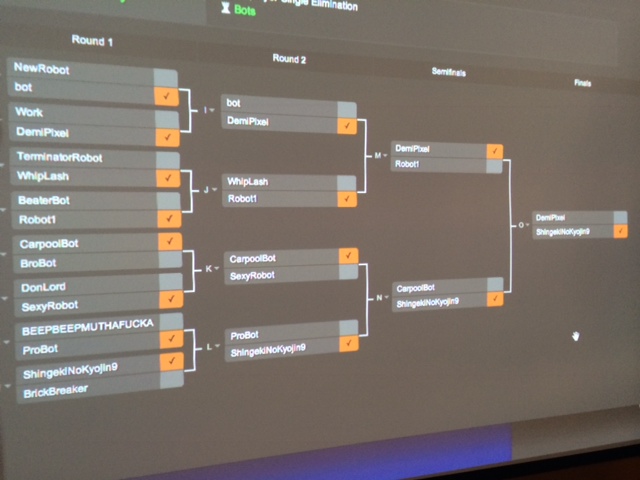 Single Elimination
Bots
Round 1
Round 2
Semifinals
Finals
NewRobot
bot
Work
DemiPixel
TerminatorRobot
WhipLash
BeaterBot
Robot1
CarpoolBot
BroBot
DonLord
SexyRobot
BEEPBEEPMUTHAFUCKA
ProBot
ShingekiNoKyojin9
BrickBreaker
I
J
K
L
bot
DemiPixel
WhipLash
Robot1
CarpoolBot
SexyRobot
ProBot
ShingekiNoKyojin9
M
N
DemiPixel
Robot1
CarpoolBot
ShingekiNoKyojin9
O
DemiPixel
ShingekiNoKyojin9